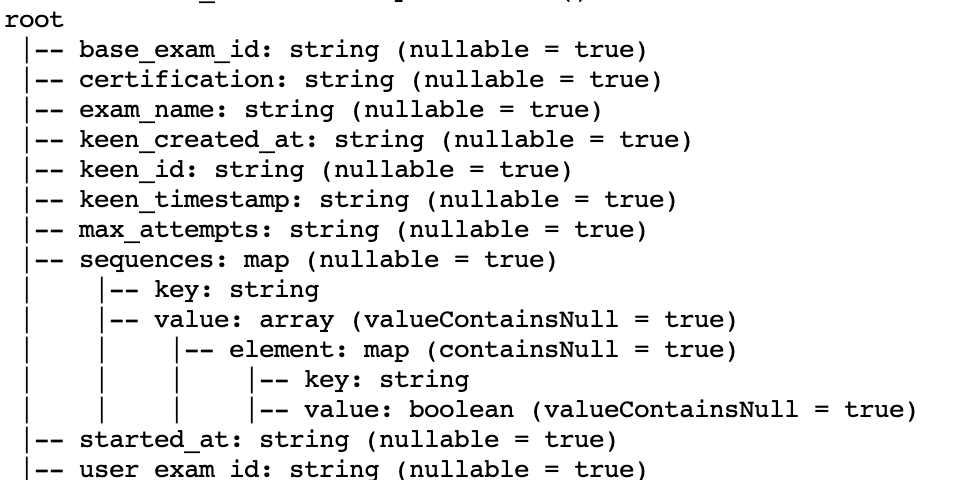 root
 |-- base_exam_id: string (nullable = true)
 |-- certification: string (nullable = true)
 |-- exam_name: string (nullable = true)
 |-- keen_created_at: string (nullable = true)
 |-- keen_id: string (nullable = true)
 |-- keen_timestamp: string (nullable = true)
 |-- max_attempts: string (nullable = true)
 |-- sequences: map (nullable = true)
 |    |-- key: string
 |    |-- value: array (valueContainsNull = true)
 |    |    |-- element: map (containsNull = true)
 |    |    |    |-- key: string
 |    |    |    |-- value: boolean (valueContainsNull = true)
 |-- started_at: string (nullable = true)
 |-- user_exam_id: string (nullable = true)